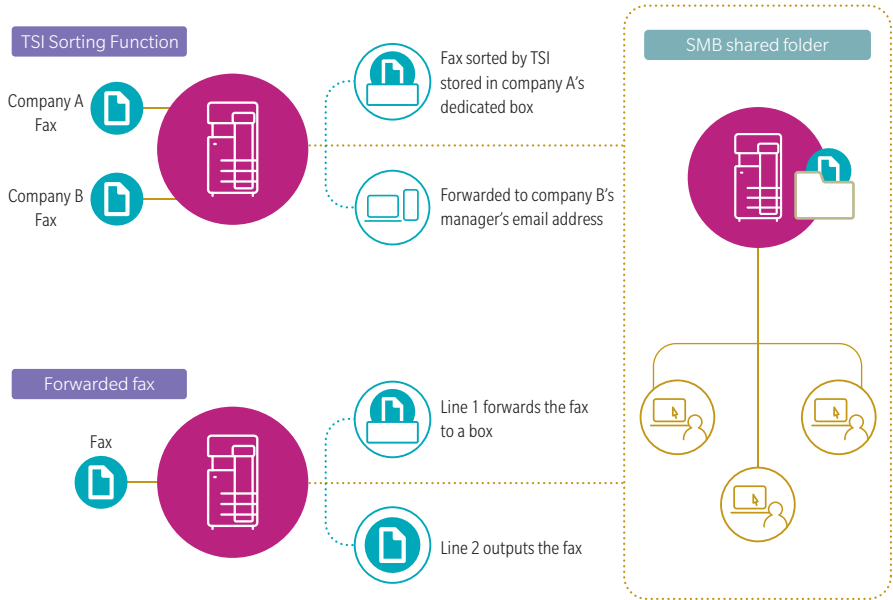 TSI Sorting Function
Company A
Fax
Company B
Fax
Fax sorted by TSI
stored in company A’s
dedicated box
Forwarded to company B’s
manager’s email address
SMB shared folder
Forwarded fax
Fax
Line 1 forwards the fax
to a box
Line 2 outputs the fax